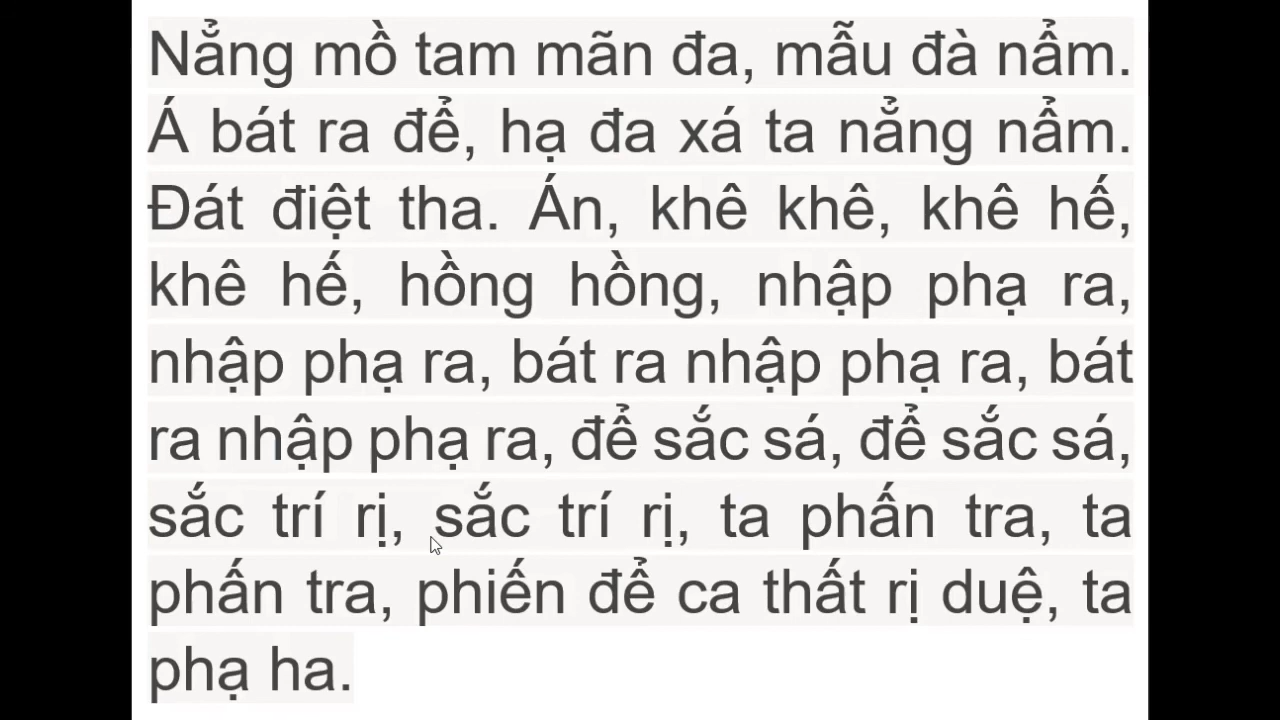 Nẳng mồ tam mãn đa, mẫu đà nẩm.
Á bát ra để, hạ đa xá ta nẳng nẩm.
Đát điệt tha. Án, khê khê, khê hế,
khê hế, hồng hồng, nhập phạ ra,
nhập phạ ra, bát ra nhập phạ ra, bát
ra nhập phạ ra, để sắc sá, để sắc sá,
sắc trí rị, sắc trí rị, ta phấn tra, ta
phấn tra, phiến để ca thất rị duệ, ta
phạ ha.